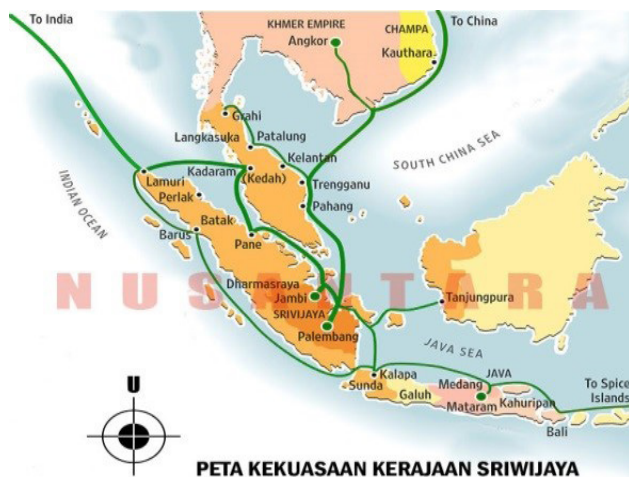 To India
KHMER EMPIRE
Angkor
CHAMPA
Kauthara
To China
Grahi
Langkasuka
Patalung
Kelantan
Kadaram
(Kedah)
Trengganu
Pahang
SOUTH CHINA SEA
INDIAN OCEAN
Lamuri
Perlak
Batak
Barus
Pane
NUSANTARA
Dharmasraya
Jambi
SRIVIJAYA
Palembang
Tanjungpura
JAVA SEA
Kalapa
Sunda
Galuh
Medang
JAVA
Mataram
Kahuripan
Bali
To Spice
Islands
U
PETA KEKUASAAN KERAJAAN SRIWIJAYA